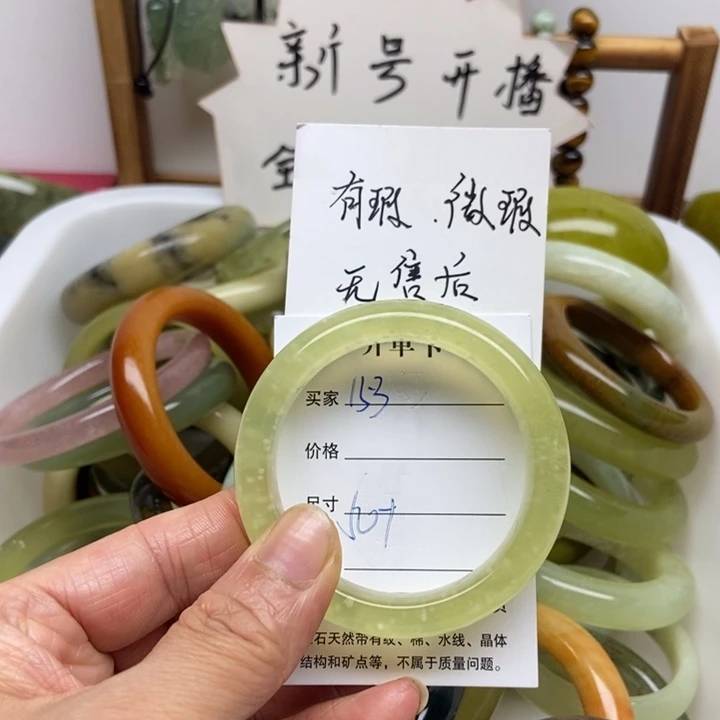 新号开播
全
有瑕.微瑕
无售后
开单卡
买家 153
价格
尺寸 50+
玉石天然带有纹、棉、水线、晶体
结构和矿点等，不属于质量问题。